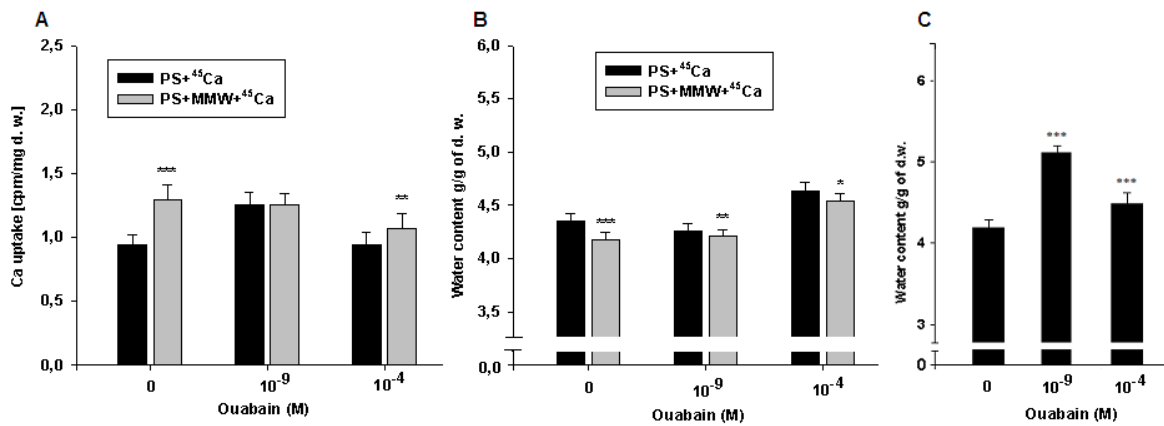 A
2,5
2,0
1,5
1,0
0,5
0,0
Ca uptake [cpm/mg d. w.]
PS+⁴⁵Ca
PS+MMW+⁴⁵Ca
***
**
0
10⁻⁹
10⁻⁴
Ouabain (M)
B
6,0
5,5
5,0
4,5
4,0
3,5
0,0
Water content g/g of d. w.
PS+⁴⁵Ca
PS+MMW+⁴⁵Ca
***
**
*
0
10⁻⁹
10⁻⁴
Ouabain (M)
C
6
5
4
3
0
Water content g/g of d.w.
***
***
0
10⁻⁹
10⁻⁴
Ouabain (M)